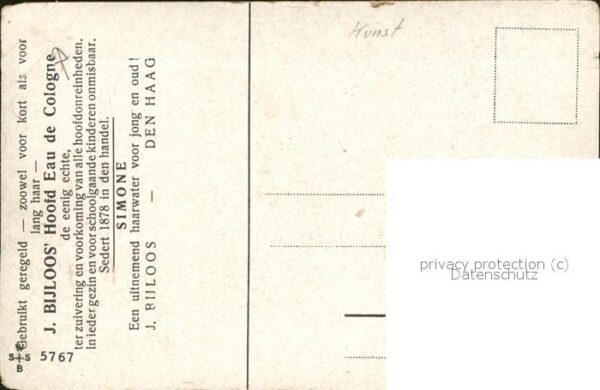 Gebruikt geregeld — zoowel voor kort als voor
lang haar —
J. BIJLOOS' Hoofd Eau de Cologne
de eenig echte,
ter zuivering en voorkoming van alle hoofdonreinheden.
In ieder gezin en voor schoolgaande kinderen onmisbaar.
Sedert 1878 in den handel.
SIMONE
Een uitnemend haarwater voor jong en oud!
J. BIJLOOS — DEN HAAG
S S
B
5767
Kunst
privacy protection (c)
Datenschutz